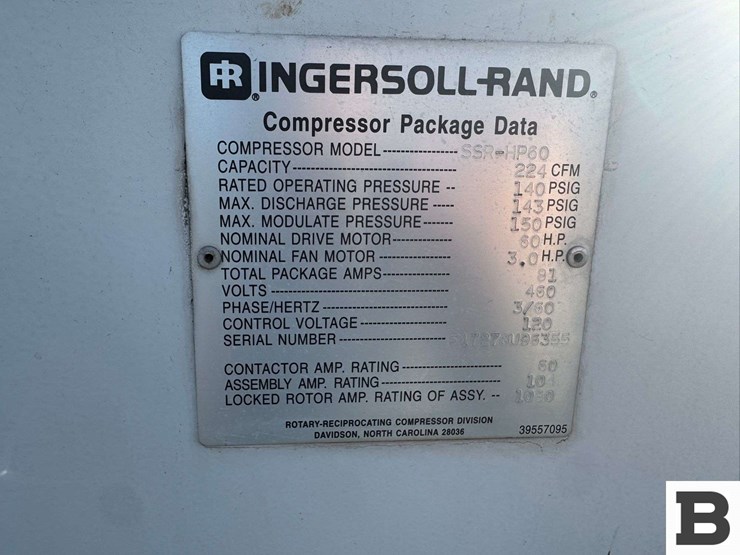 IR INGERSOLL-RAND®
Compressor Package Data
COMPRESSOR MODEL ---------------- SSR-HP60
CAPACITY ---------------------------- 224 CFM
RATED OPERATING PRESSURE -- 140 PSIG
MAX. DISCHARGE PRESSURE ----- 143 PSIG
MAX. MODULATE PRESSURE ------- 150 PSIG
NOMINAL DRIVE MOTOR ------------- 60 H.P.
NOMINAL FAN MOTOR --------------- 3.0 H.P.
TOTAL PACKAGE AMPS -------------- 81
VOLTS ------------------------------- 460
PHASE/HERTZ ------------------------ 3/60
CONTROL VOLTAGE ------------------ 120
SERIAL NUMBER ---------------------
CONTACTOR AMP. RATING ----------- 60
ASSEMBLY AMP. RATING -------------
LOCKED ROTOR AMP RATING OF ASSY. --
ROTARY-RECIPROCATING COMPRESSOR DIVISION
DAVIDSON, NORTH CAROLINA 28036
39557095
B